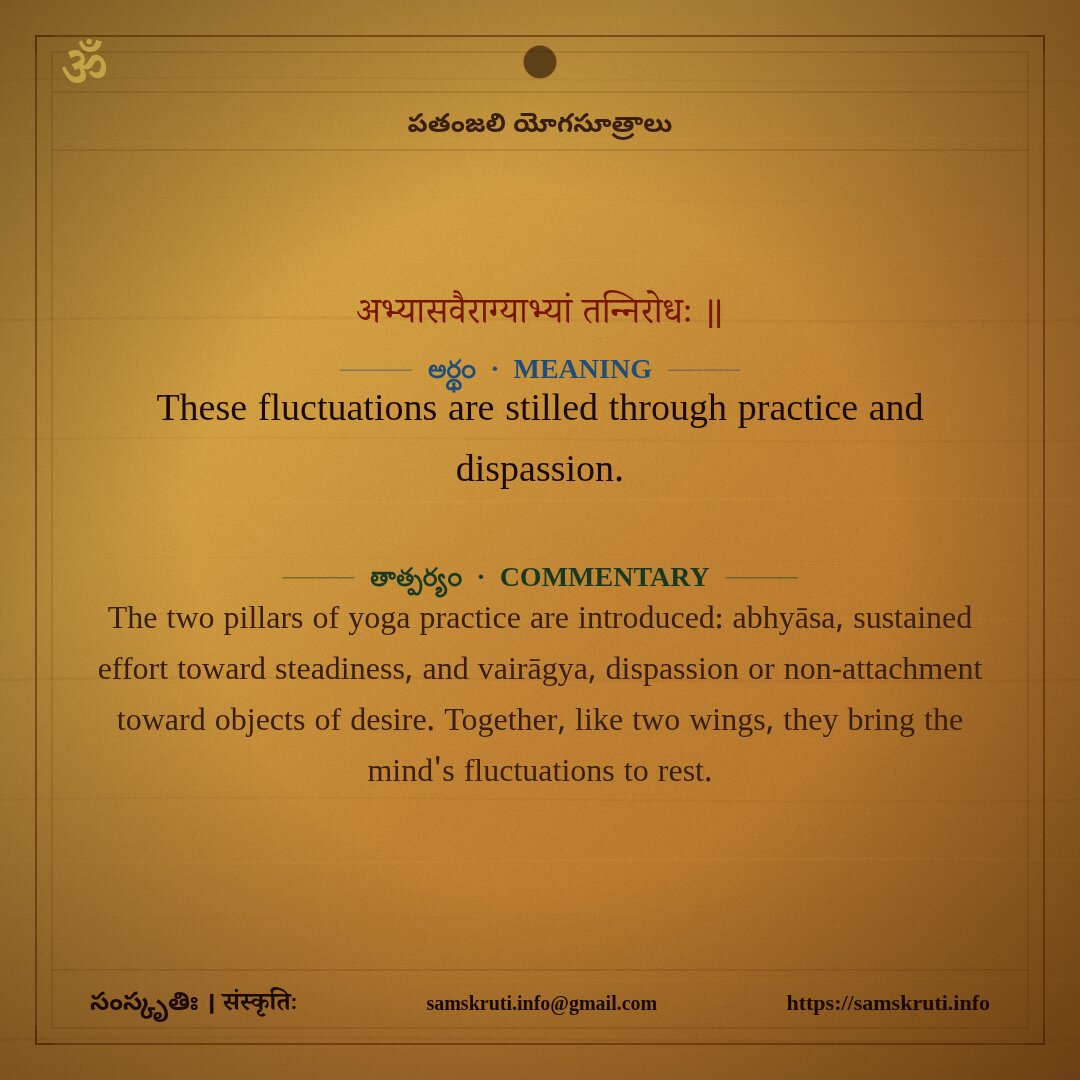 ॐ
పతంజలి యోగసూత్రాలు
अभ्यासवैराग्याभ्यां तन्निरोधः ॥
అర్థం · MEANING
These fluctuations are stilled through practice and
dispassion.
తాత్పర్యం · COMMENTARY
The two pillars of yoga practice are introduced: abhyāsa, sustained
effort toward steadiness, and vairāgya, dispassion or non-attachment
toward objects of desire. Together, like two wings, they bring the
mind's fluctuations to rest.
సంస్కృతిః | संस्कृतिः samskruti.info@gmail.com https://samskruti.info